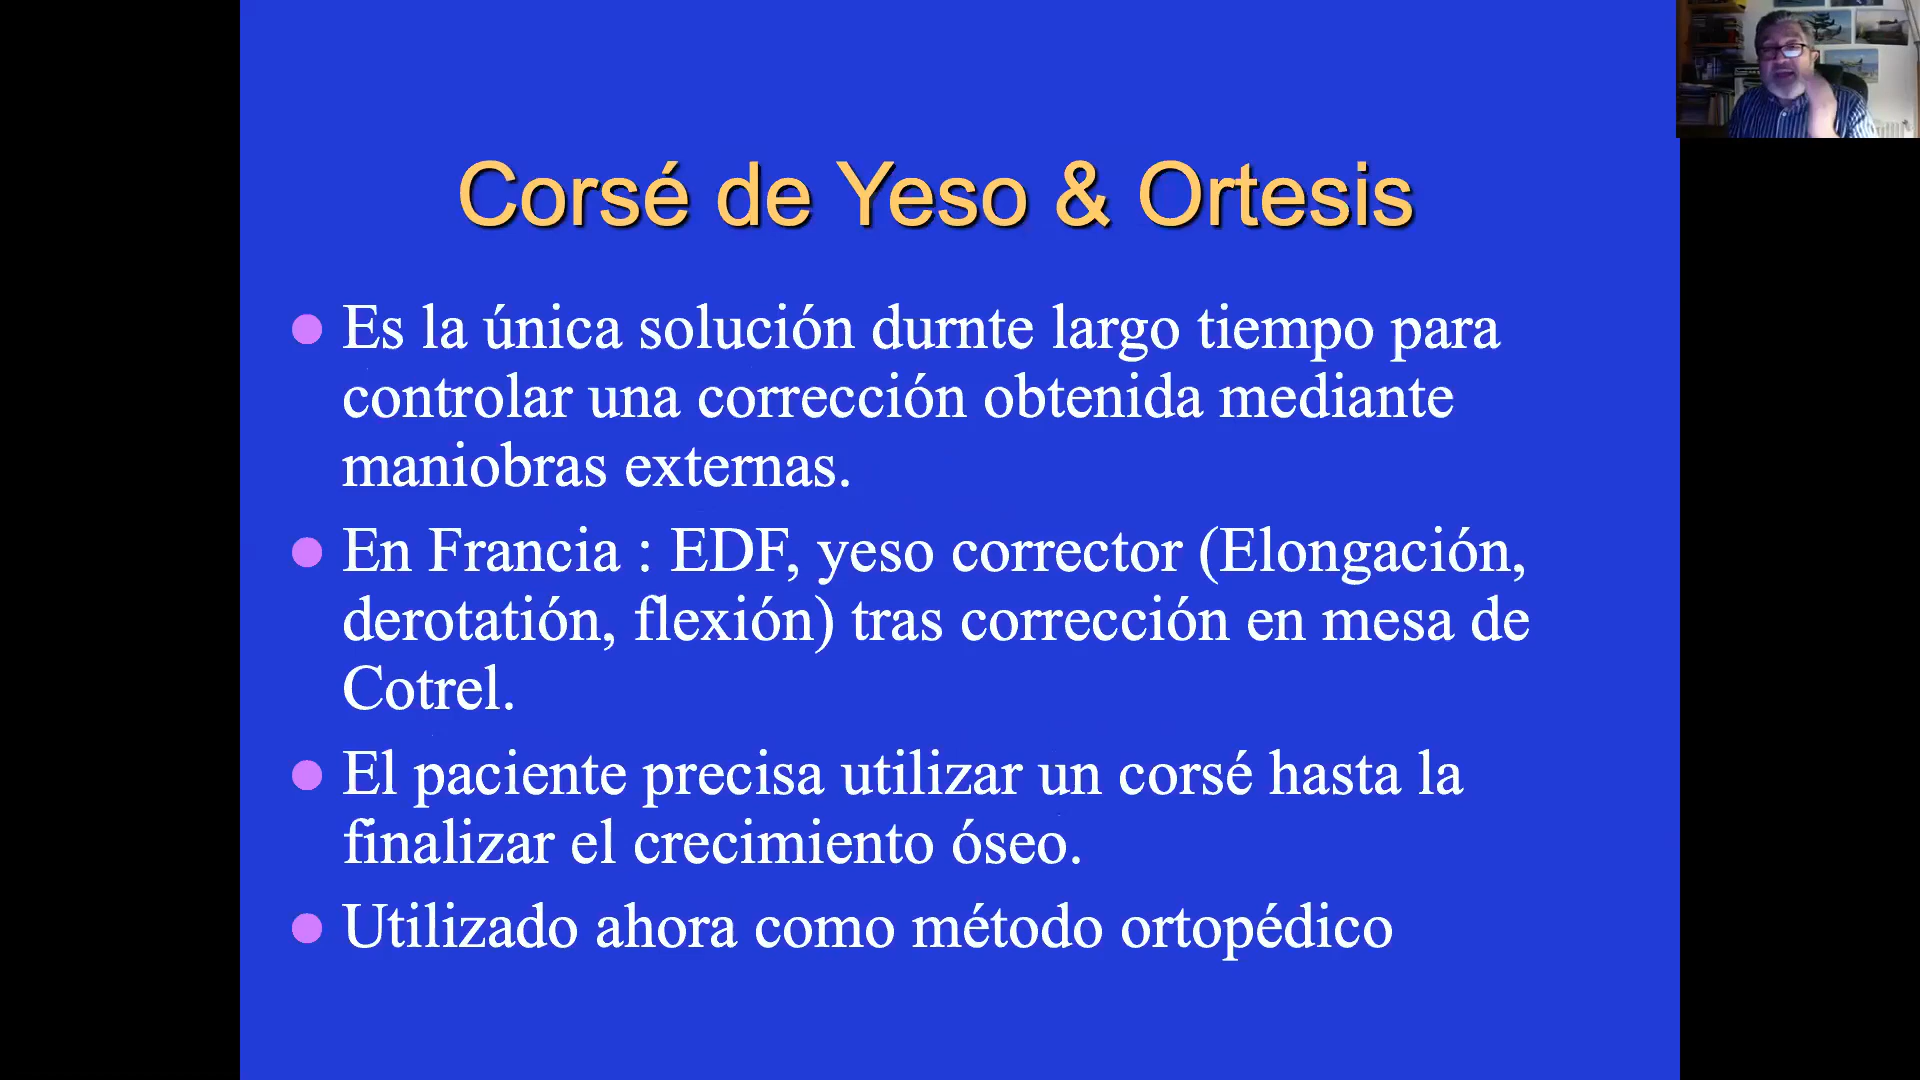 Corsé de Yeso & Ortesis
Es la única solución durnte largo tiempo para
controlar una corrección obtenida mediante
maniobras externas.
En Francia : EDF, yeso corrector (Elongación,
derotatión, flexión) tras corrección en mesa de
Cotrel.
El paciente precisa utilizar un corsé hasta la
finalizar el crecimiento óseo.
Utilizado ahora como método ortopédico